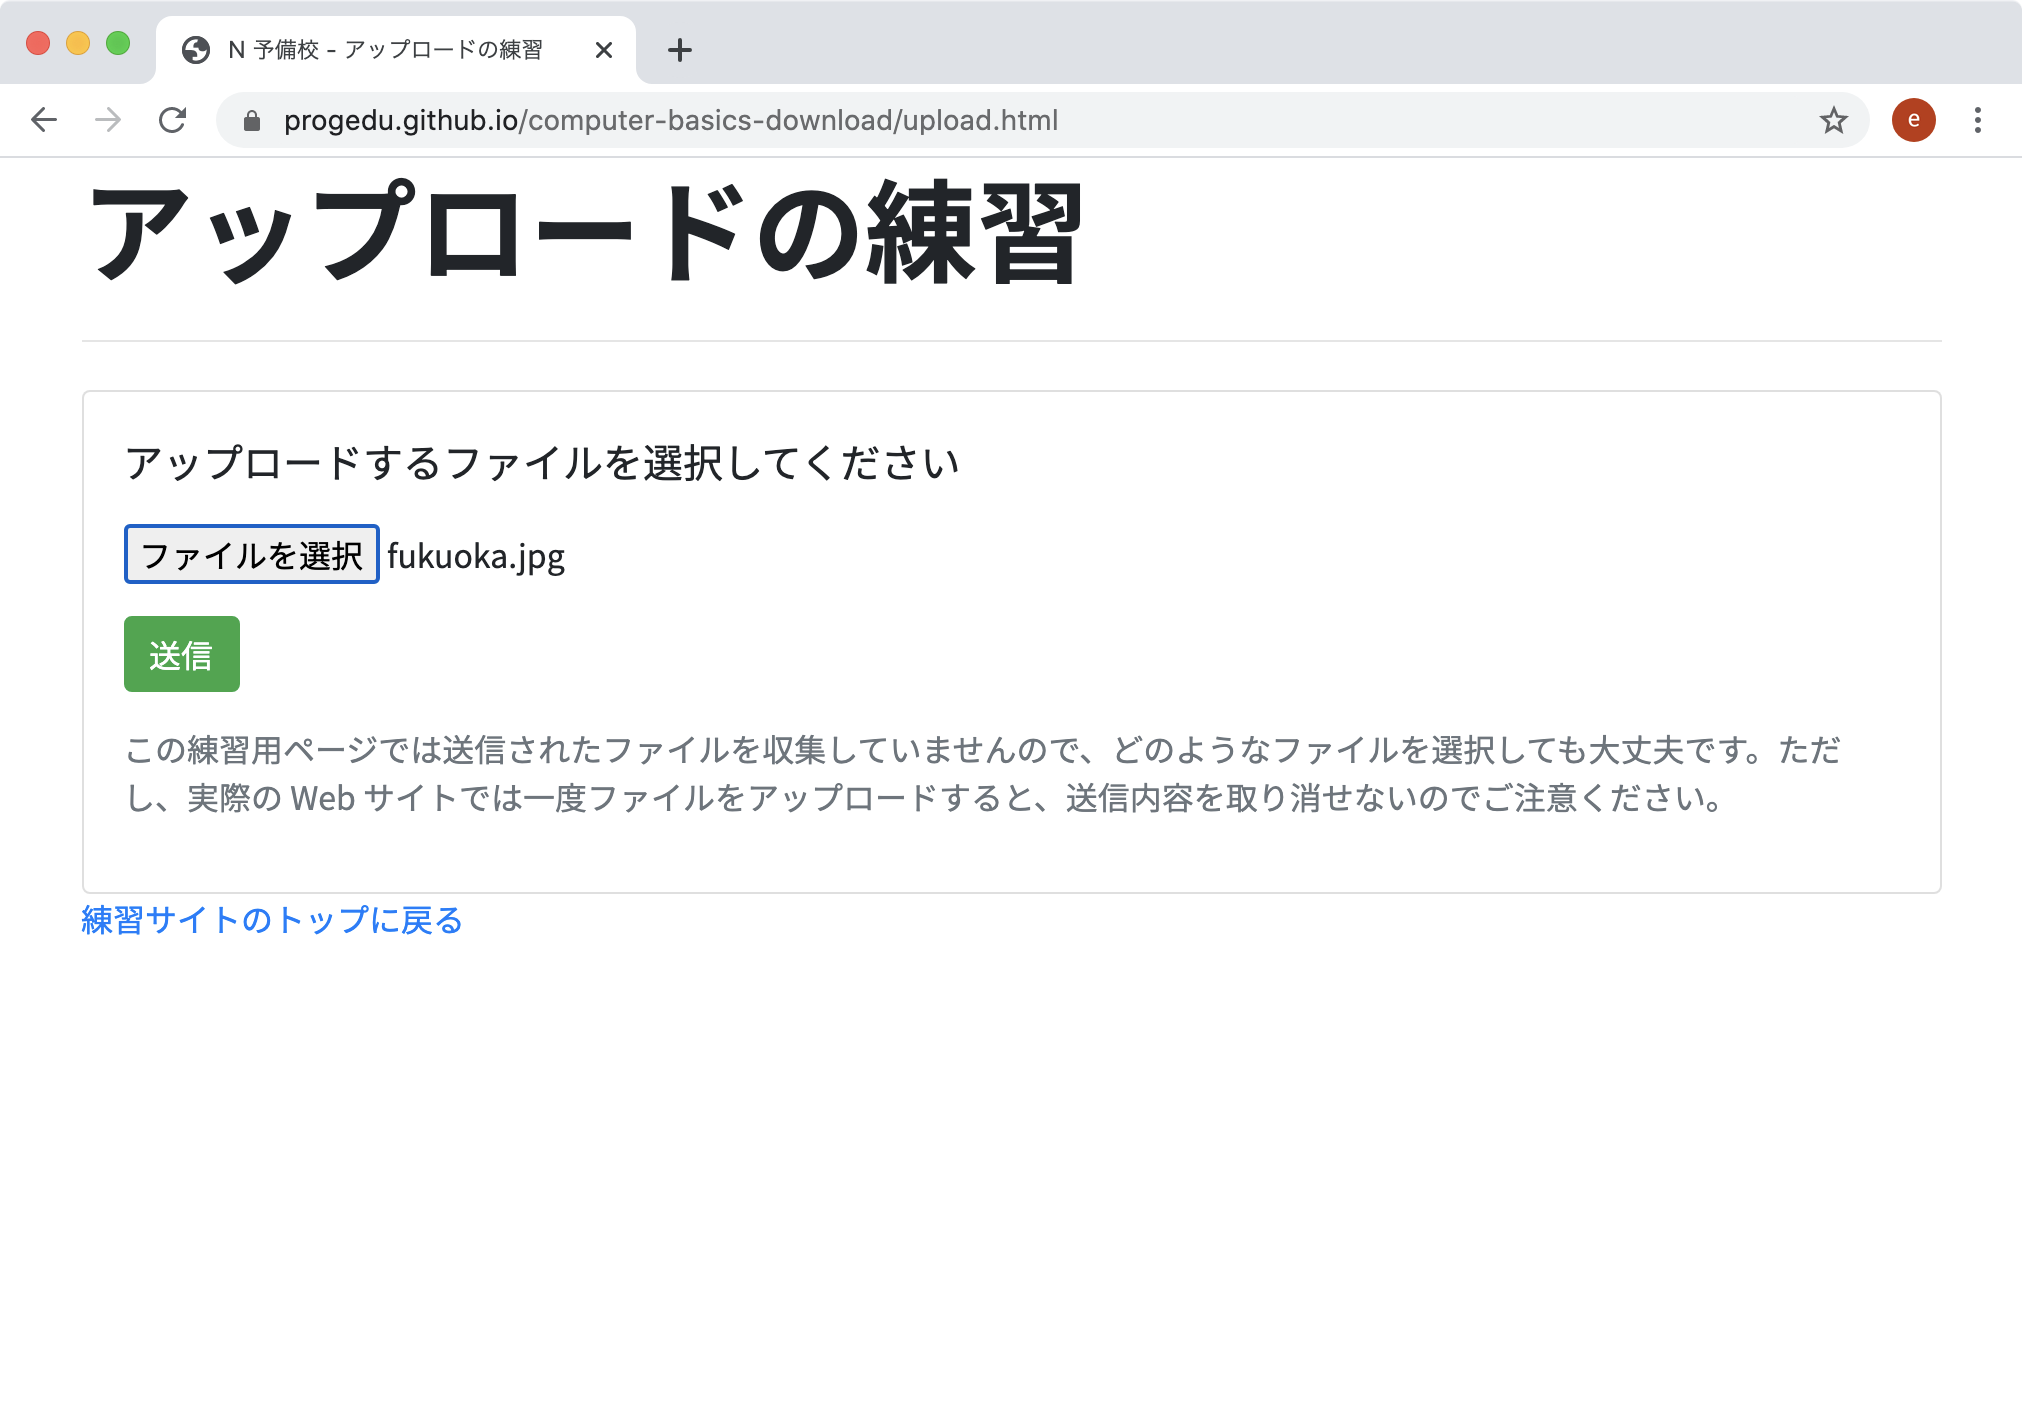 N 予備校 - アップロードの練習
progedu.github.io/computer-basics-download/upload.html
e
アップロードの練習
アップロードするファイルを選択してください
ファイルを選択 fukuoka.jpg
送信
この練習用ページでは送信されたファイルを収集していませんので、どのようなファイルを選択しても大丈夫です。ただ
し、実際の Web サイトでは一度ファイルをアップロードすると、送信内容を取り消せないのでご注意ください。
練習サイトのトップに戻る